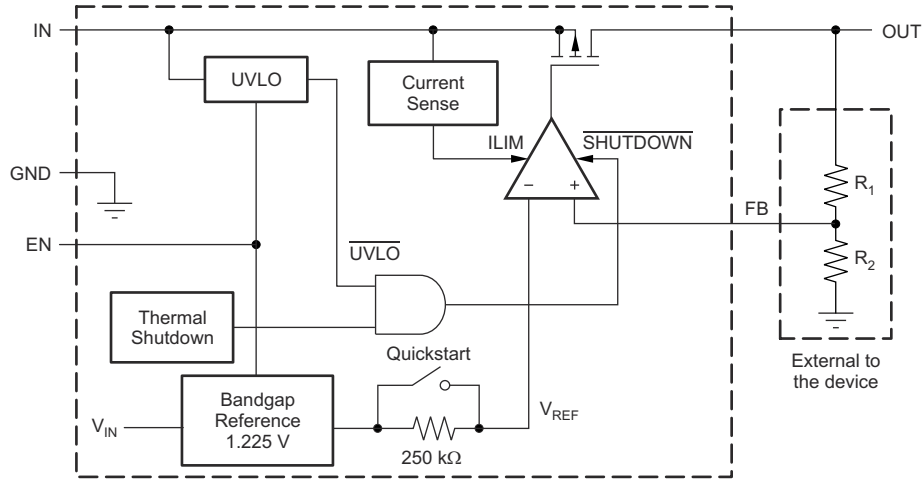 IN
OUT
UVLO
Current
Sense
ILIM
SHUTDOWN
GND
R1
FB
EN
UVLO
R2
Thermal
Shutdown
Quickstart
External to
the device
Bandgap
Reference
1.225 V
VIN
VREF
250 kΩ
−
+